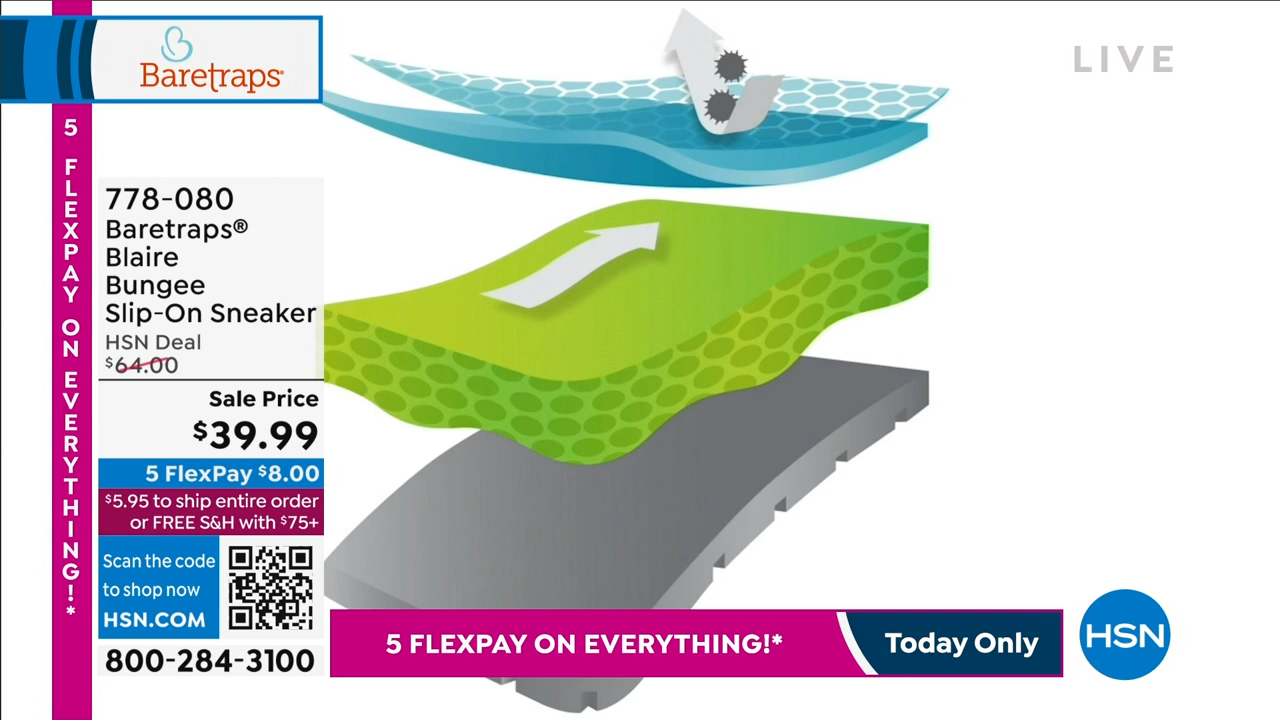 Baretraps®
LIVE
5 FLEXPAY ON EVERYTHING!*
778-080
Baretraps®
Blaire
Bungee
Slip-On Sneaker
HSN Deal
$64.00
Sale Price
$39.99
5 FlexPay $8.00
$5.95 to ship entire order
or FREE S&H with $75+
Scan the code
to shop now
HSN.COM
800-284-3100
5 FLEXPAY ON EVERYTHING!*
Today Only
HSN